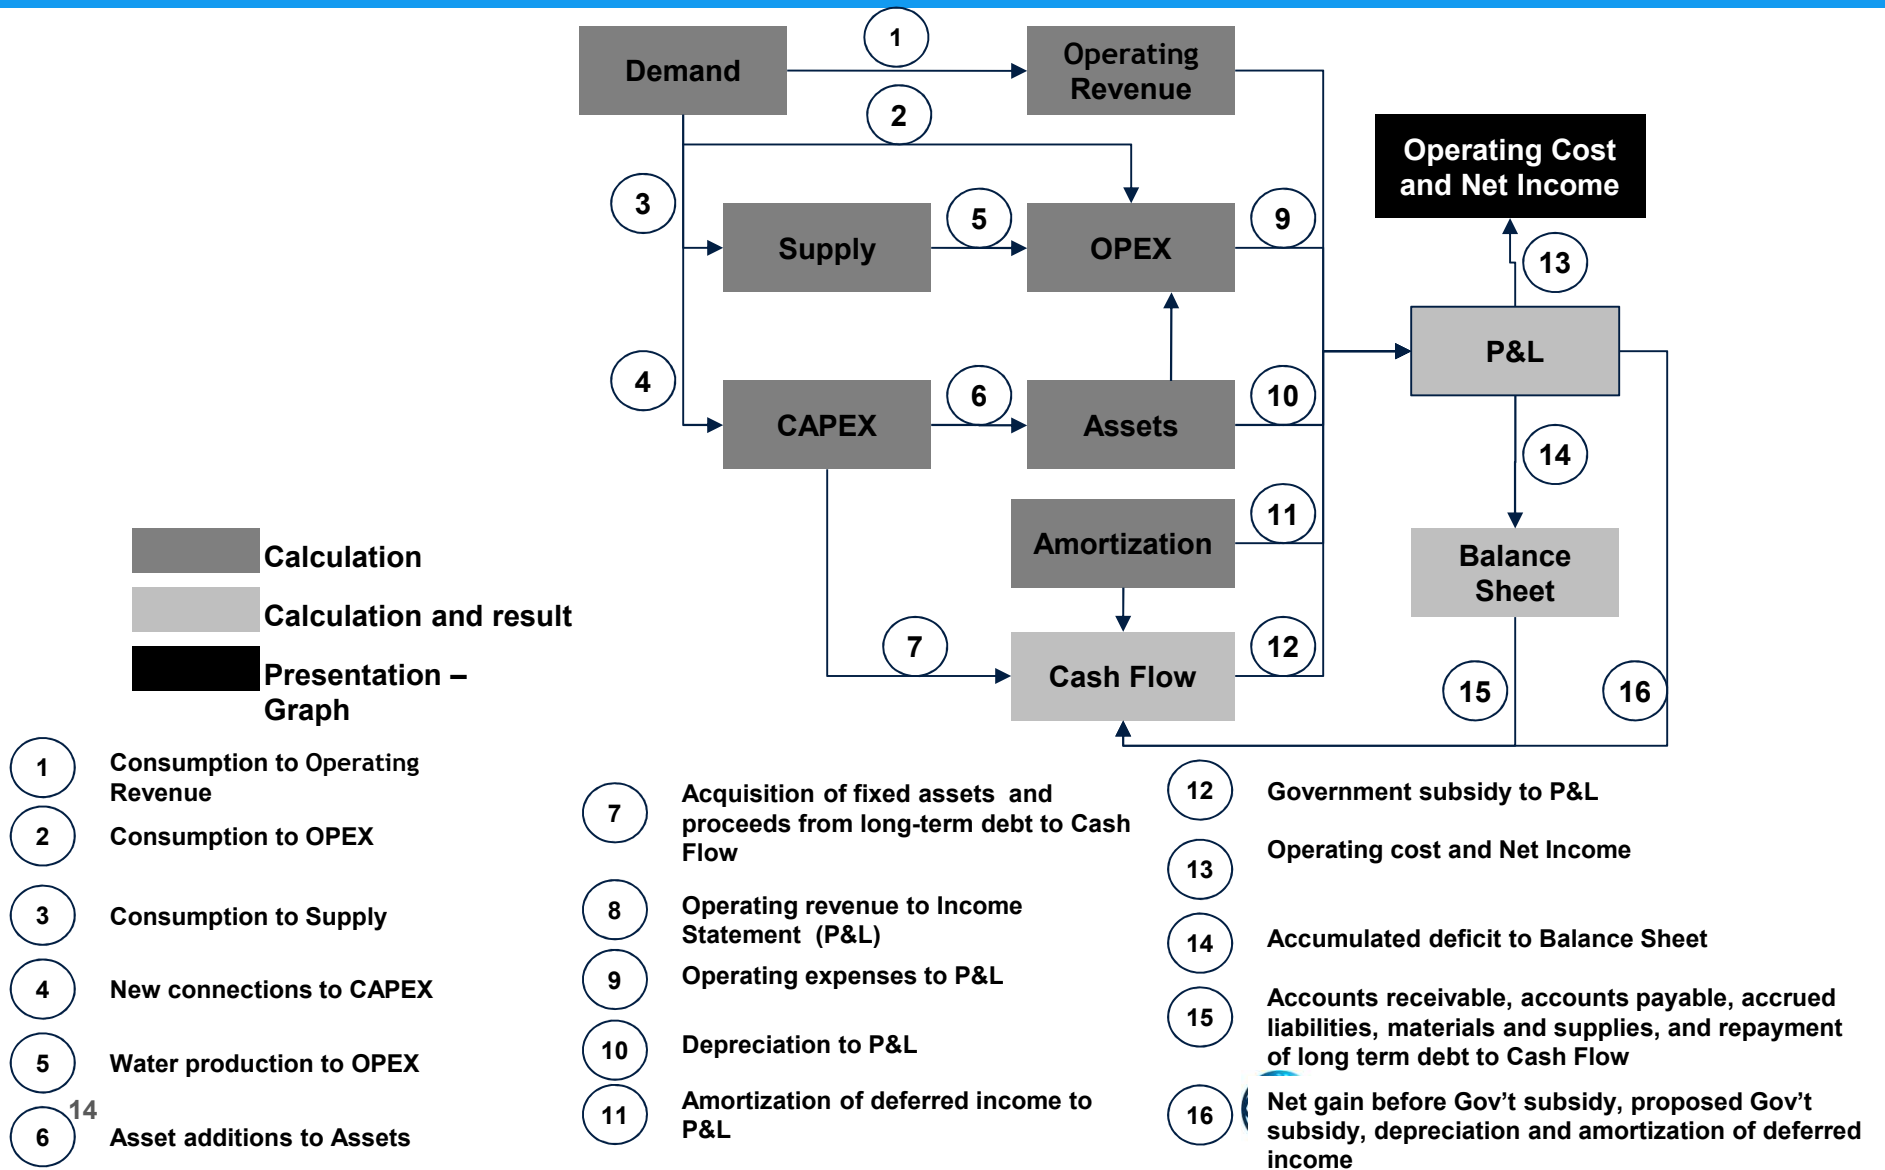 1
Demand
Operating
Revenue
2
Operating Cost
and Net Income
3
5
9
Supply
OPEX
13
P&L
4
6
10
CAPEX
Assets
14
11
Amortization
Calculation
Balance
Sheet
Calculation and result
7
12
Cash Flow
15
16
Presentation –
Graph
1
Consumption to Operating
Revenue
2
Consumption to OPEX
3
Consumption to Supply
4
New connections to CAPEX
5
Water production to OPEX
14
6
Asset additions to Assets
7
Acquisition of fixed assets and
proceeds from long-term debt to Cash
Flow
8
Operating revenue to Income
Statement (P&L)
9
Operating expenses to P&L
10
Depreciation to P&L
11
Amortization of deferred income to
P&L
12
Government subsidy to P&L
13
Operating cost and Net Income
14
Accumulated deficit to Balance Sheet
15
Accounts receivable, accounts payable, accrued
liabilities, materials and supplies, and repayment
of long term debt to Cash Flow
16
Net gain before Gov't subsidy, proposed Gov't
subsidy, depreciation and amortization of deferred
income